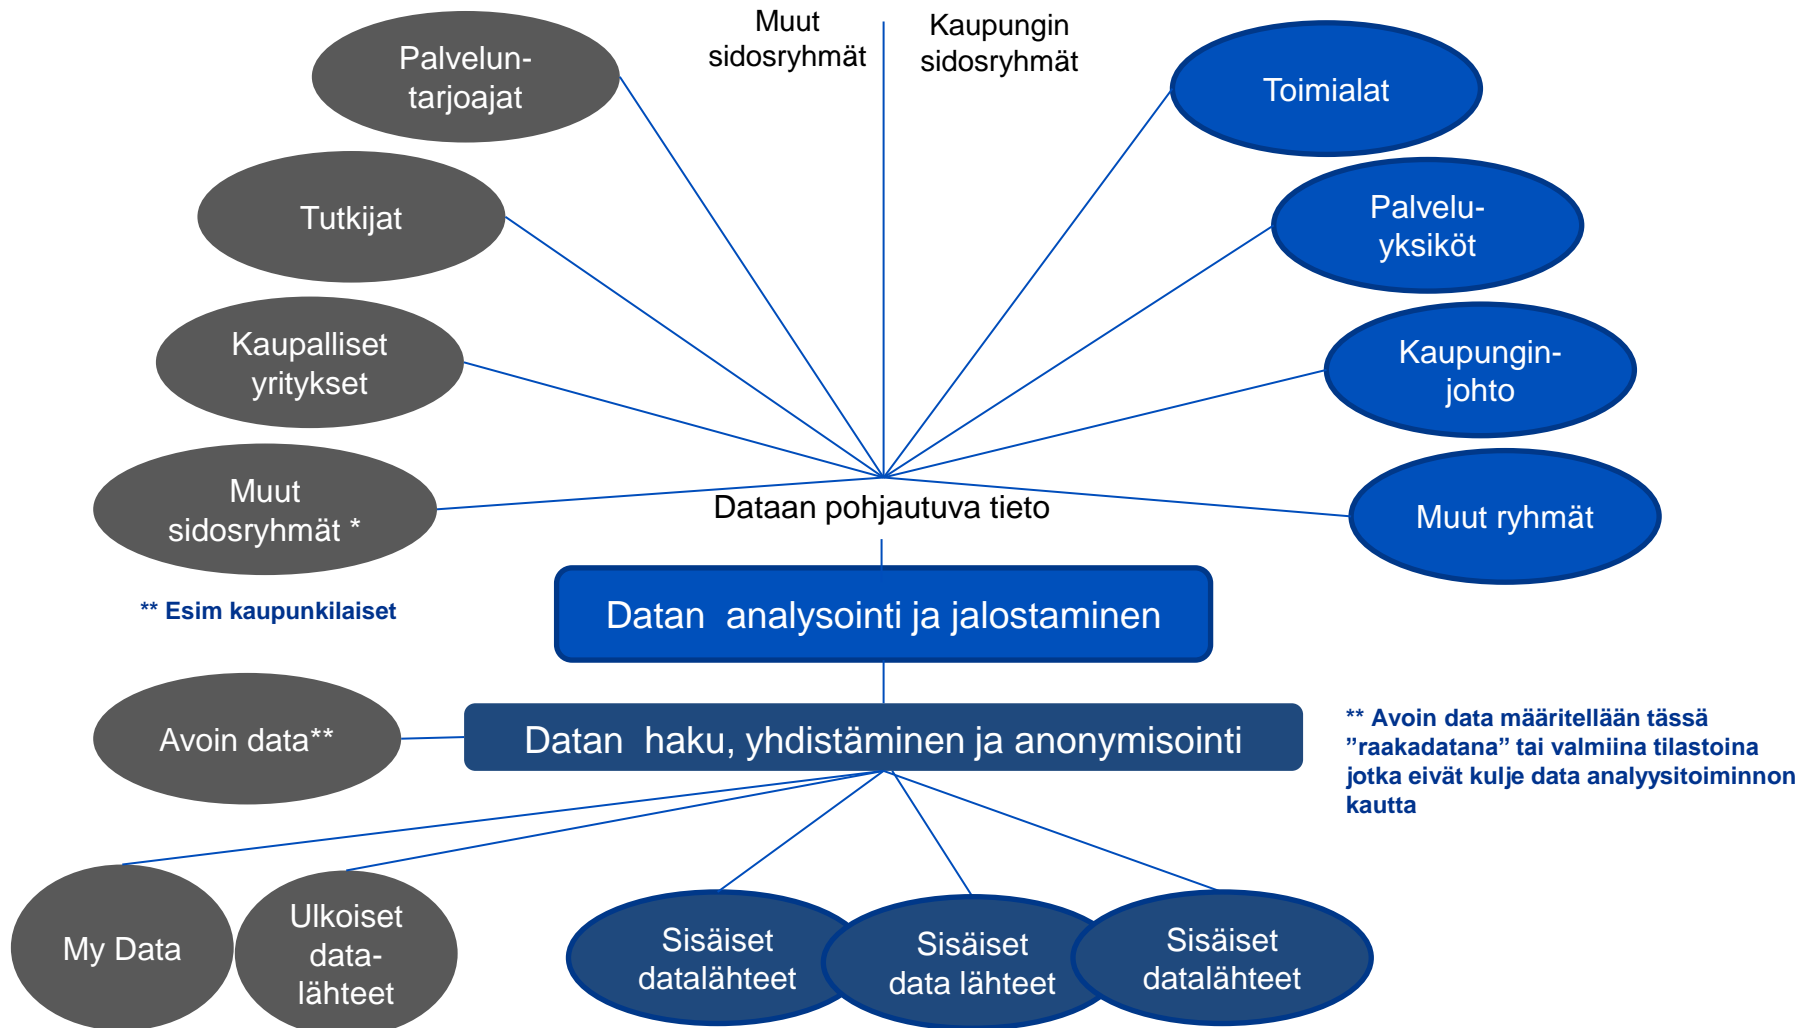 Muut
sidosryhmät
Kaupungin
sidosryhmät
Palvelun-
tarjoajat
Toimialat
Tutkijat
Palvelu-
yksiköt
Kaupalliset
yritykset
Kaupungin-
johto
Muut
sidosryhmät *
Dataan pohjautuva tieto
Muut ryhmät
** Esim kaupunkilaiset
Datan  analysointi ja jalostaminen
Avoin data**
Datan  haku, yhdistäminen ja anonymisointi
** Avoin data määritellään tässä
”raakadatana” tai valmiina tilastoina
jotka eivät kulje data analyysitoiminnon
kautta
My Data
Ulkoiset
data-
lähteet
Sisäiset
datalähteet
Sisäiset
data lähteet
Sisäiset
datalähteet